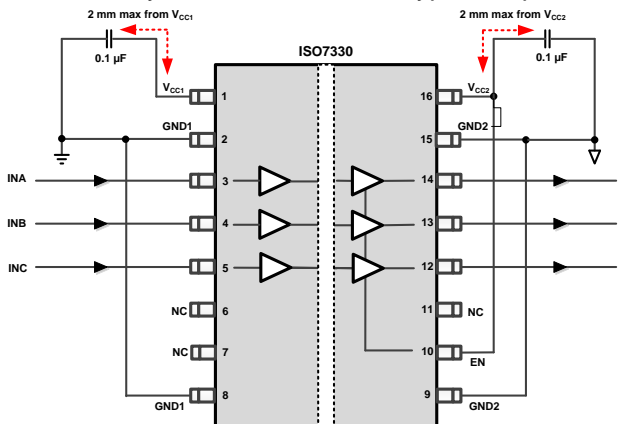 2 mm max from VCC1
2 mm max from VCC2
0.1 µF
0.1 µF
ISO7330
VCC1
1
16
VCC2
GND1
2
15
GND2
INA
3
14
INB
4
13
INC
5
12
NC
6
11
NC
NC
7
10
EN
8
9
GND1
GND2